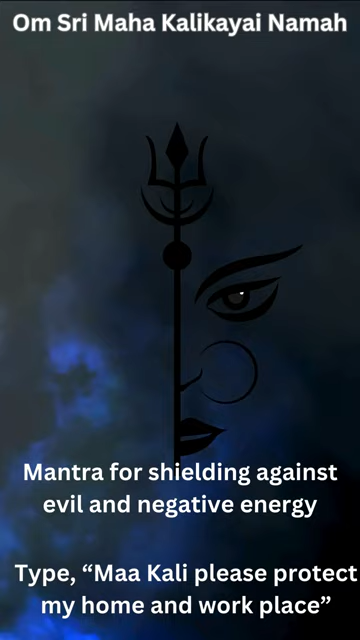 Om Sri Maha Kalikayai Namah
Mantra for shielding against
evil and negative energy
Type, “Maa Kali please protect
my home and work place”